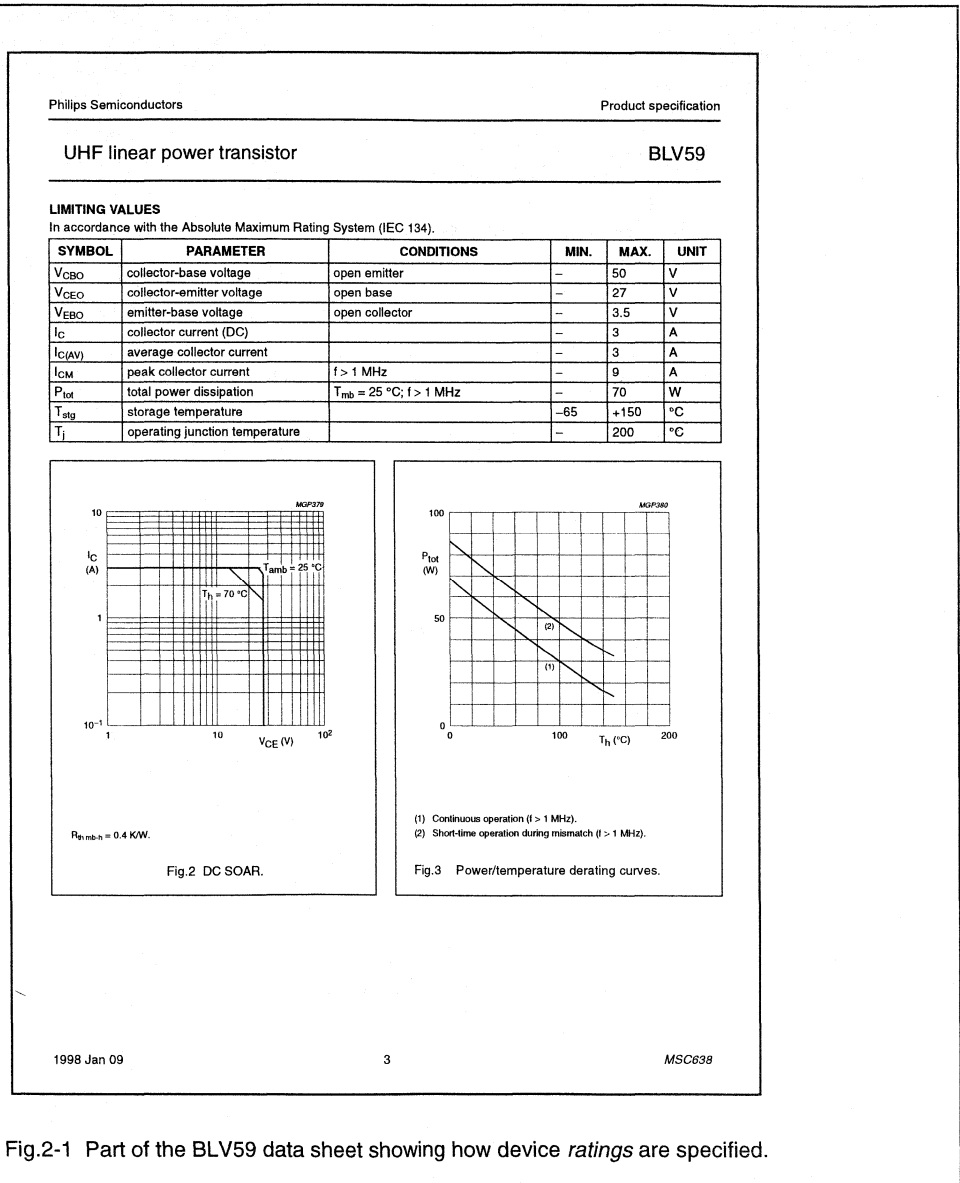 Philips Semiconductors Product specification
UHF linear power transistor BLV59
LIMITING VALUES
In accordance with the Absolute Maximum Rating System (IEC 134).
SYMBOL PARAMETER CONDITIONS MIN. MAX. UNIT
VCBO collector-base voltage open emitter – 50 V
VCEO collector-emitter voltage open base – 27 V
VEBO emitter-base voltage open collector – 3.5 V
IC collector current (DC) – 3 A
IC(AV) average collector current – 3 A
ICM peak collector current f > 1 MHz – 9 A
Ptot total power dissipation Tmb = 25 °C; f > 1 MHz – 70 W
Tstg storage temperature –65 +150 °C
Tj operating junction temperature – 200 °C
MGP379
10
IC
(A)
Tamb = 25 °C
Th = 70 °C
1
10–1
1 10 VCE (V) 102
Rth mb-h = 0.4 K/W.
Fig.2 DC SOAR.
MGP380
100
Ptot
(W)
50
(2)
(1)
0
0 100 Th (°C) 200
(1) Continuous operation (f > 1 MHz).
(2) Short-time operation during mismatch (f > 1 MHz).
Fig.3 Power/temperature derating curves.
1998 Jan 09 3 MSC638
Fig.2-1 Part of the BLV59 data sheet showing how device ratings are specified.